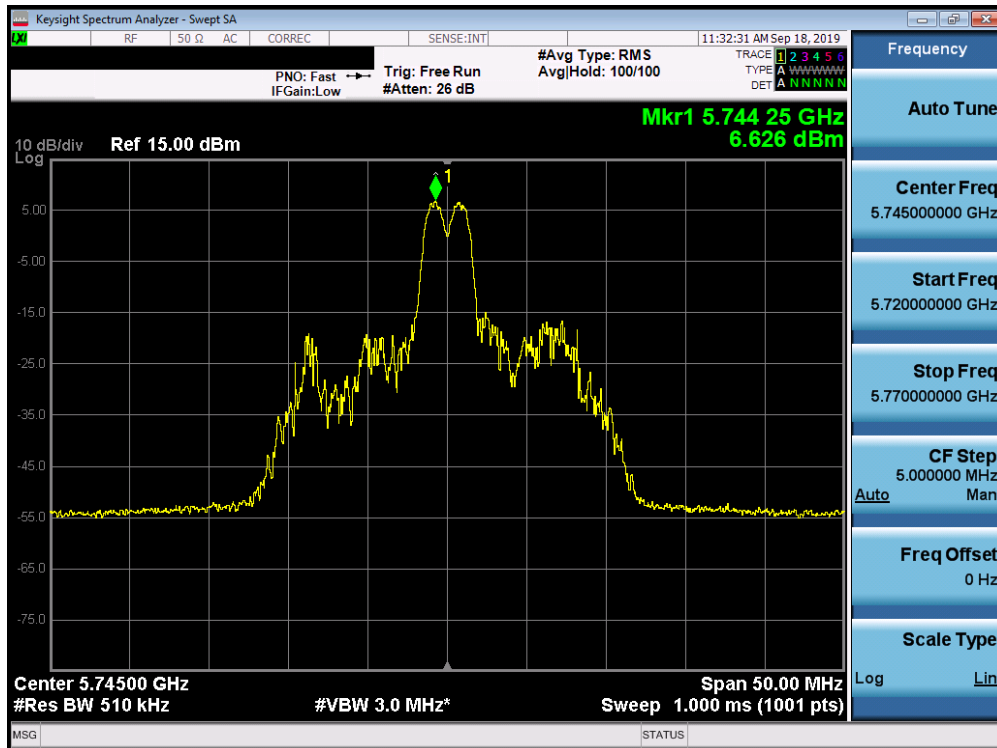 Keysight Spectrum Analyzer - Swept SA
LXI RF 50 Ω AC CORREC SENSE:INT 11:32:31 AM Sep 18, 2019
PNO: Fast Trig: Free Run #Avg Type: RMS TRACE 1 2 3 4 5 6
IFGain:Low #Atten: 26 dB Avg|Hold: 100/100 TYPE A WWWWW
DET A N N N N N
Mkr1 5.744 25 GHz
6.626 dBm
10 dB/div Ref 15.00 dBm
Log
1
5.00
-5.00
-15.0
-25.0
-35.0
-45.0
-55.0
-65.0
-75.0
Center 5.74500 GHz Span 50.00 MHz
#Res BW 510 kHz #VBW 3.0 MHz* Sweep 1.000 ms (1001 pts)
MSG STATUS
Frequency
Auto Tune
Center Freq
5.745000000 GHz
Start Freq
5.720000000 GHz
Stop Freq
5.770000000 GHz
CF Step
5.000000 MHz
Auto Man
Freq Offset
0 Hz
Scale Type
Log Lin